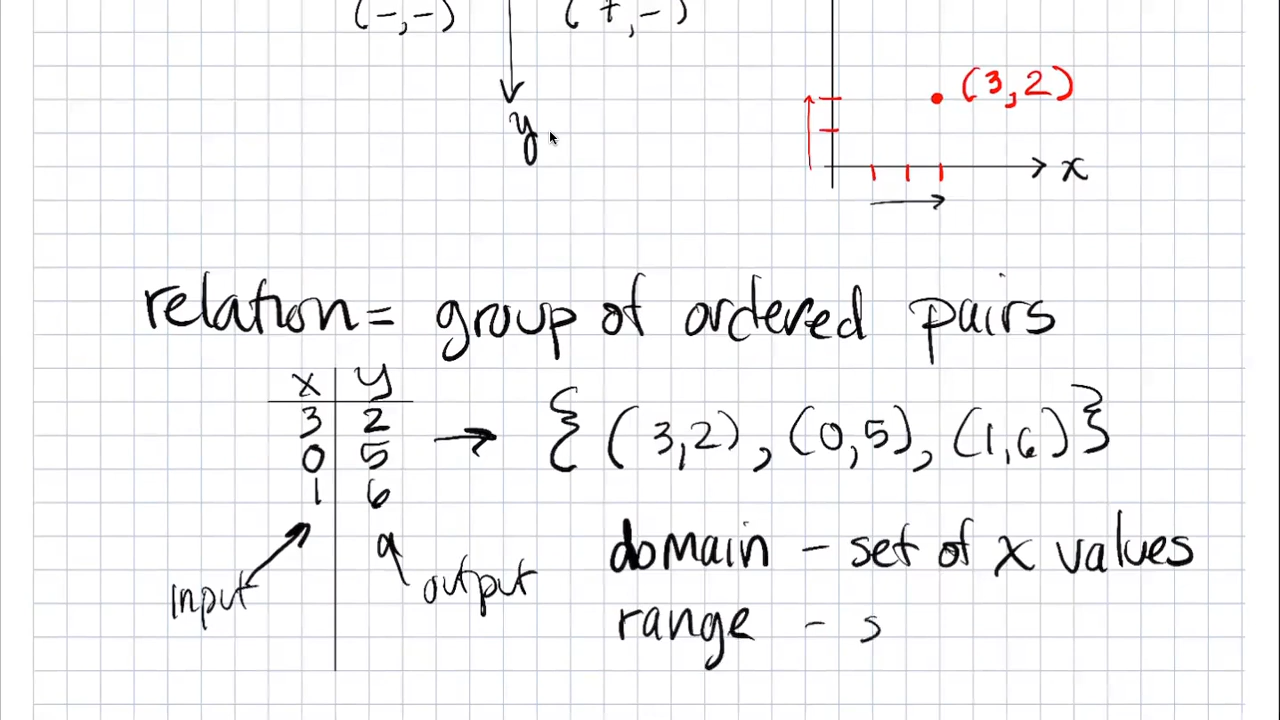 (-,-) (+,-)
y
(3,2)
x
relation= group of ordered pairs
x y
3 2
0 5
1 6
→ { (3,2), (0,5), (1,6) }
input
output
domain - set of x values
range - s